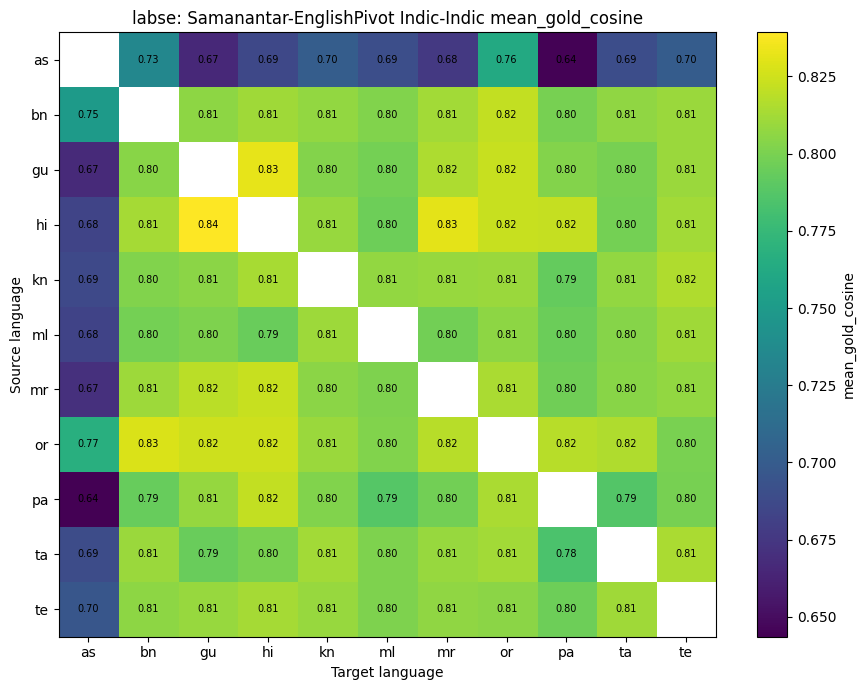 labse: Samanantar-EnglishPivot Indic-Indic mean_gold_cosine
as 0.73 0.67 0.69 0.70 0.69 0.68 0.76 0.64 0.69 0.70
bn 0.75 0.81 0.81 0.81 0.80 0.81 0.82 0.80 0.81 0.81
gu 0.67 0.80 0.83 0.80 0.80 0.82 0.82 0.80 0.80 0.81
hi 0.68 0.81 0.84 0.81 0.80 0.83 0.82 0.82 0.80 0.81
kn 0.69 0.80 0.81 0.81 0.81 0.81 0.81 0.79 0.81 0.82
ml 0.68 0.80 0.80 0.79 0.81 0.80 0.81 0.80 0.80 0.81
mr 0.67 0.81 0.82 0.82 0.80 0.80 0.81 0.80 0.80 0.81
or 0.77 0.83 0.82 0.82 0.81 0.80 0.82 0.82 0.82 0.80
pa 0.64 0.79 0.81 0.82 0.80 0.79 0.80 0.81 0.79 0.80
ta 0.69 0.81 0.79 0.80 0.81 0.80 0.81 0.81 0.78 0.81
te 0.70 0.81 0.81 0.81 0.81 0.80 0.81 0.81 0.80 0.81
as bn gu hi kn ml mr or pa ta te
Target language
Source language
0.825
0.800
0.775
0.750
0.725
0.700
0.675
0.650
mean_gold_cosine